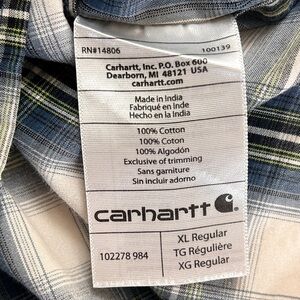 RN#14806 100139
Carhartt, Inc. P.O. Box 600
Dearborn, MI 48121 USA
carhartt.com
Made in India
Fabriqué en Inde
Hecho en la India
100% Cotton
100% Coton
100% Algodón
Exclusive of trimming
Sans garniture
Sin incluir adorno
carhartt
102278 984
XL Regular
TG Régulière
XG Regular